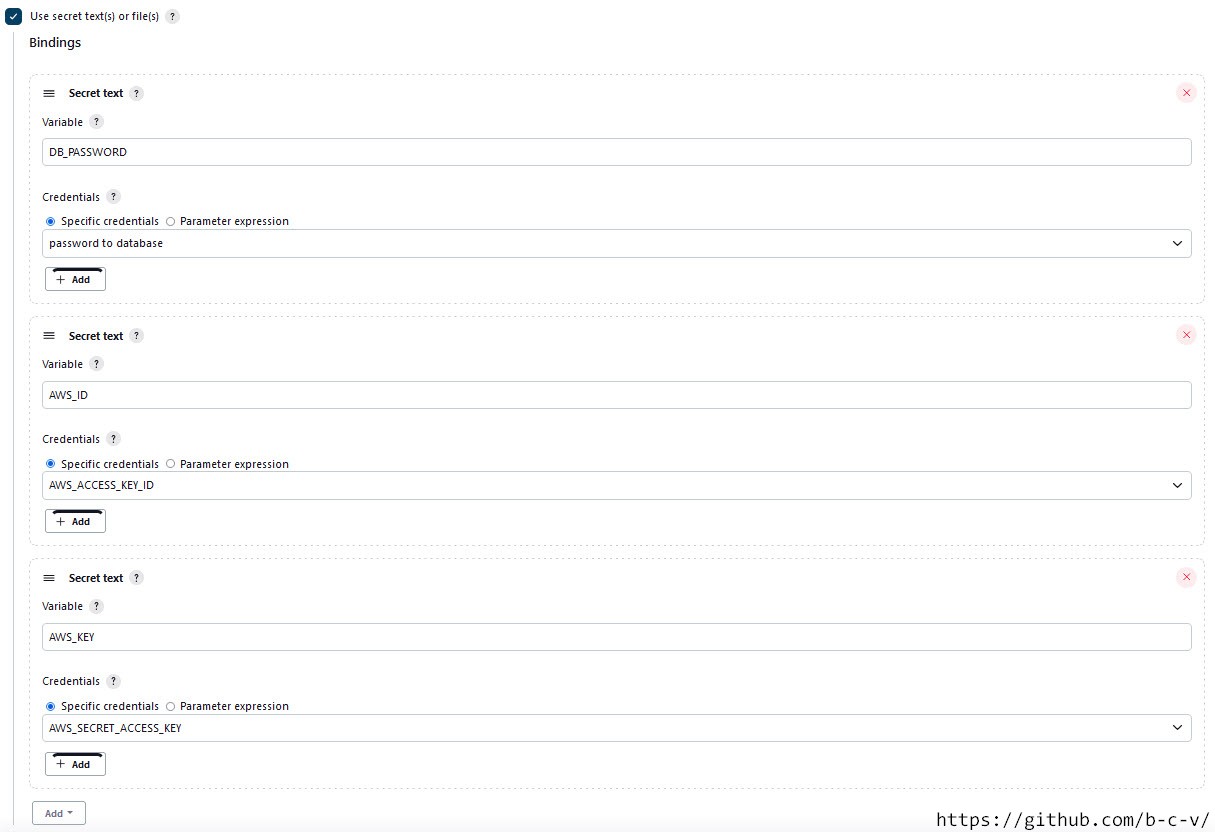 Use secret text(s) or file(s) ?
Bindings
Secret text ?
Variable ?
DB_PASSWORD
Credentials ?
Specific credentials Parameter expression
password to database
+ Add
Secret text ?
Variable ?
AWS_ID
Credentials ?
Specific credentials Parameter expression
AWS_ACCESS_KEY_ID
+ Add
Secret text ?
Variable ?
AWS_KEY
Credentials ?
Specific credentials Parameter expression
AWS_SECRET_ACCESS_KEY
+ Add
Add
https://github.com/b-c-v/